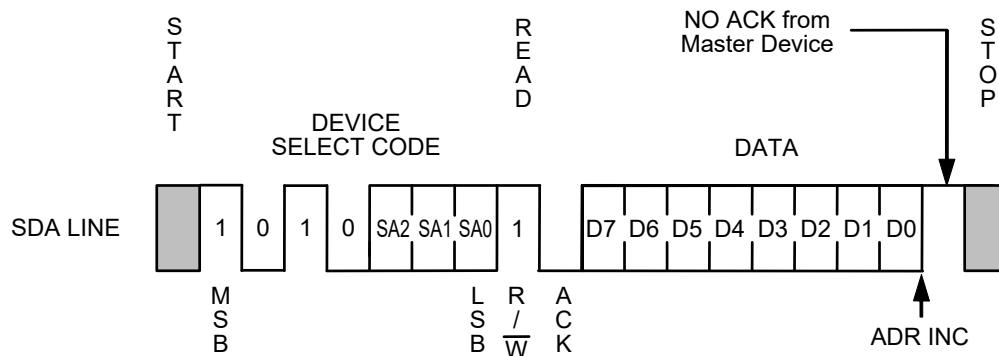 START
READ
NO ACK from
Master Device
STOP
DEVICE
SELECT CODE
DATA
SDA LINE
1 0 1 0 SA2 SA1 SA0 1 D7 D6 D5 D4 D3 D2 D1 D0
MSB
LSB
R/W̅
ACK
ADR INC